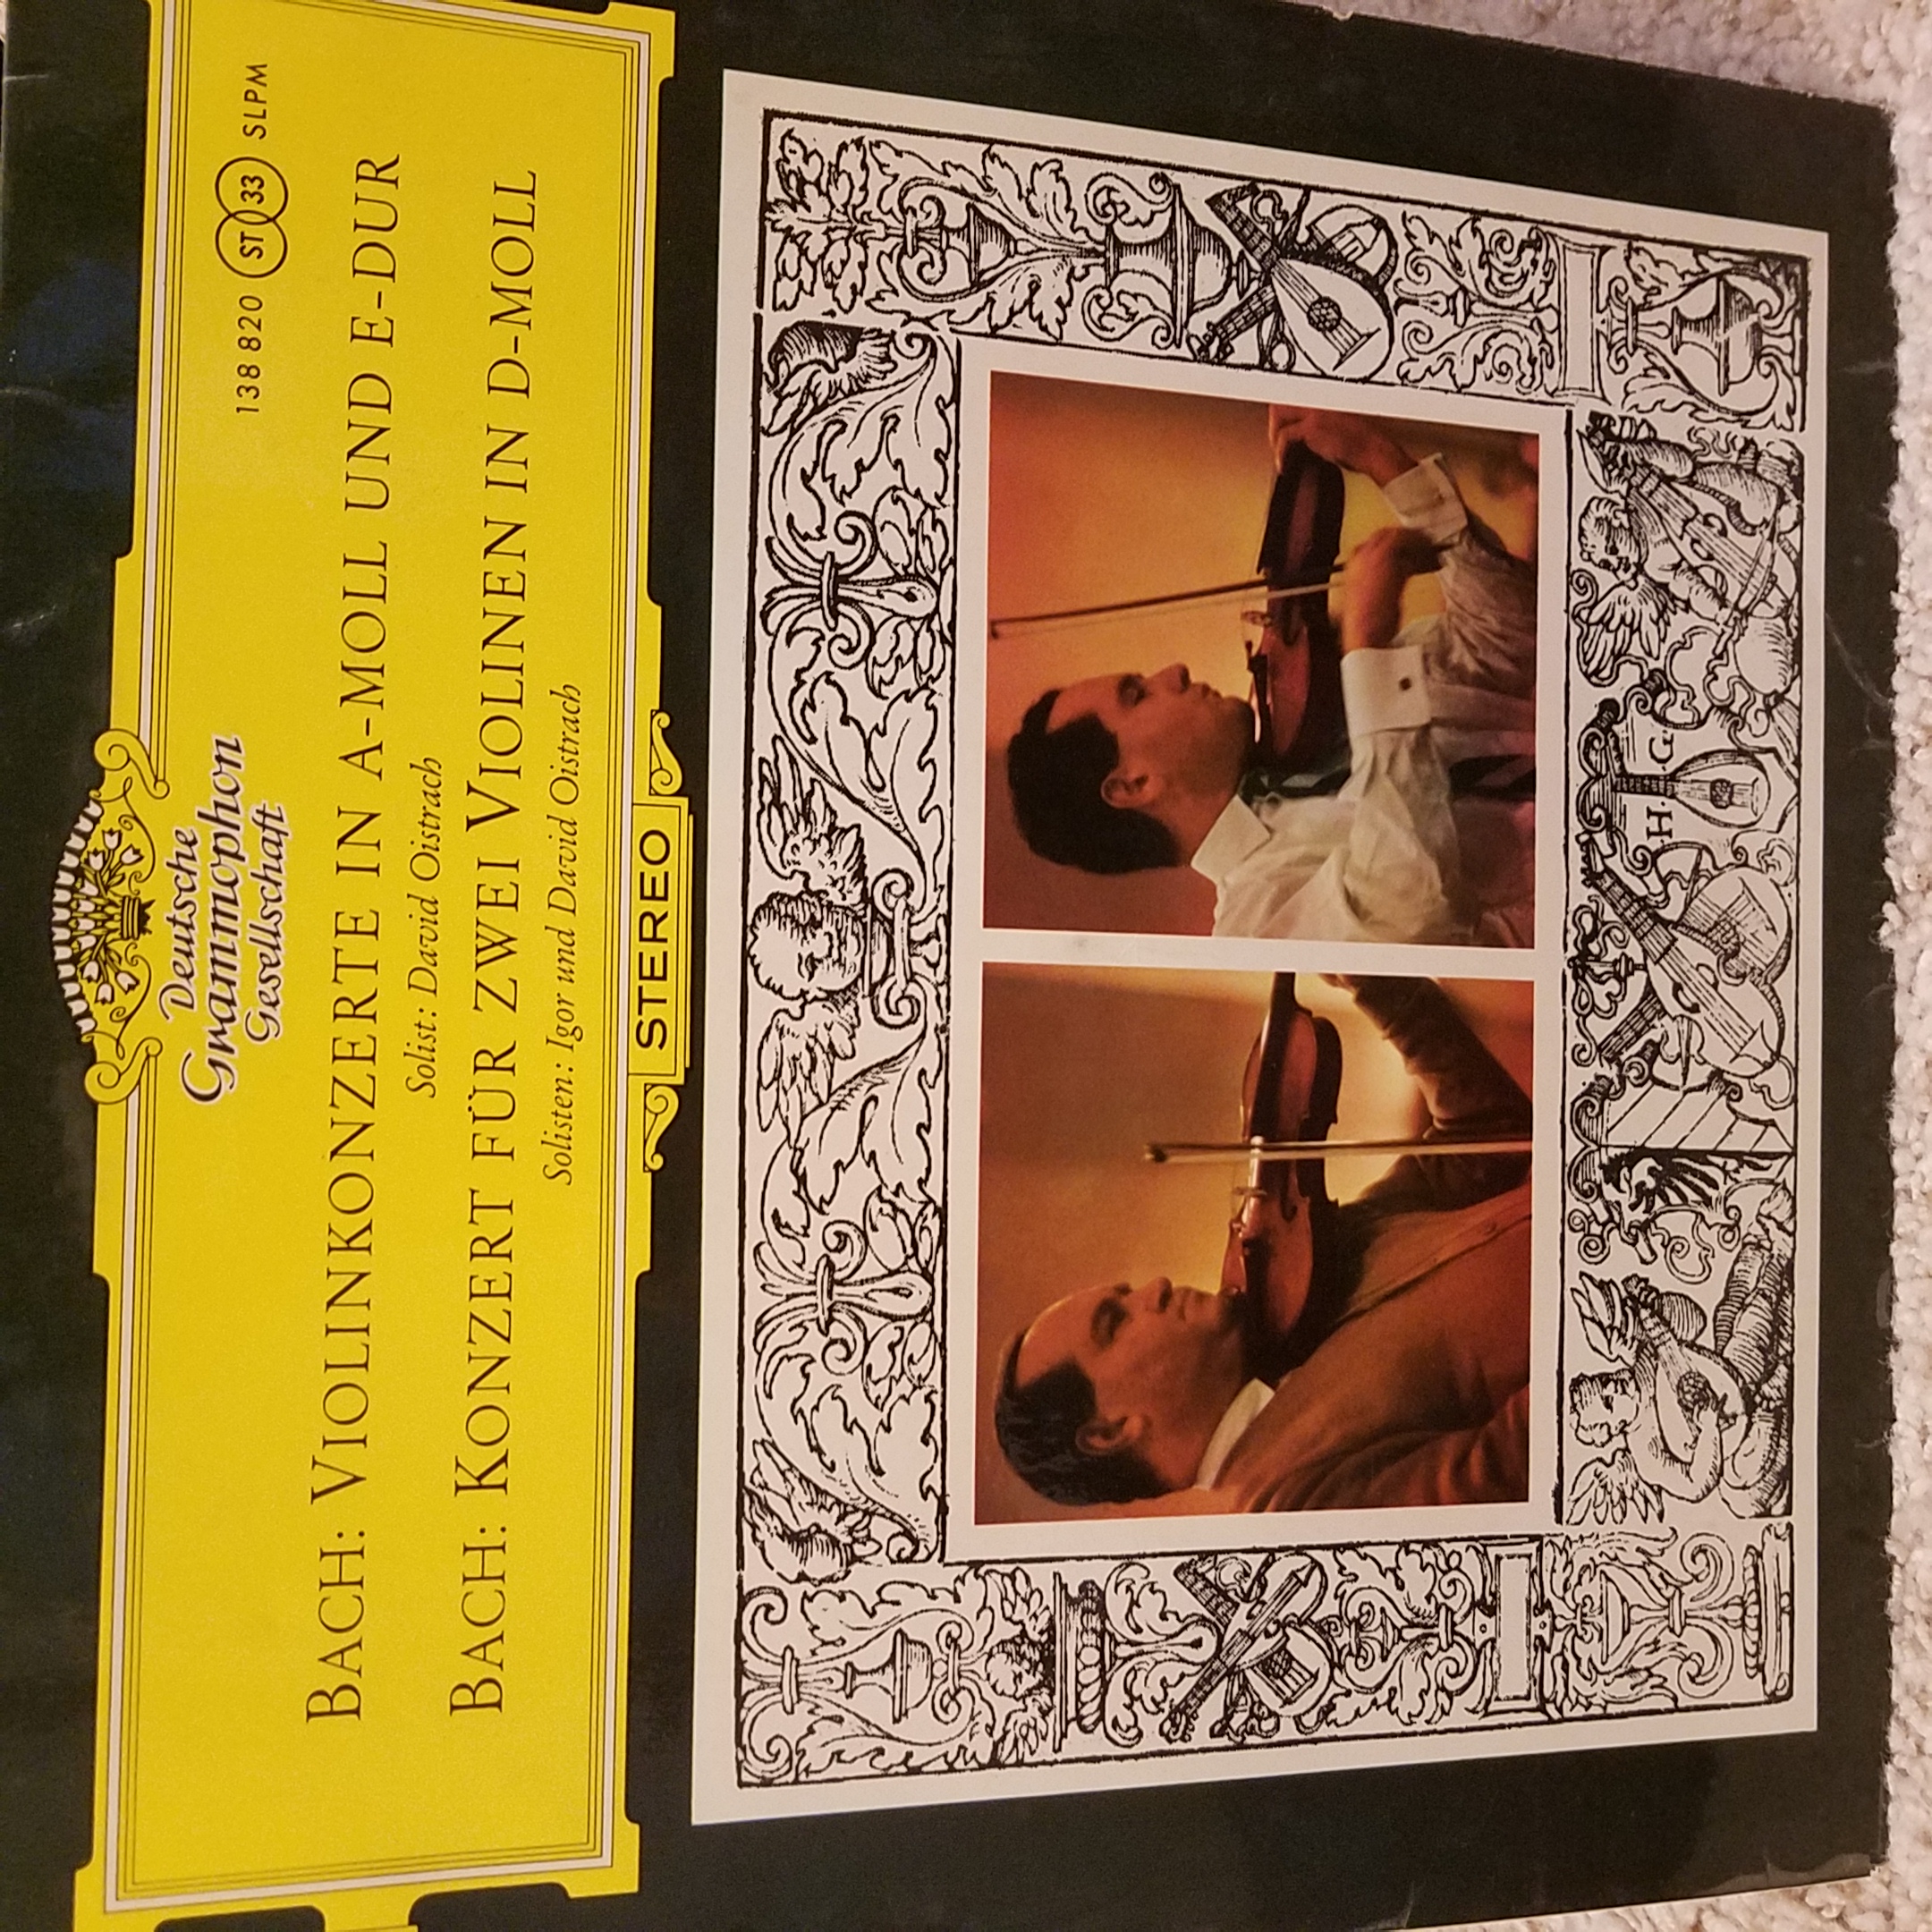 Deutsche
Grammophon
Gesellschaft
138 820 ST 33 SLPM
BACH: VIOLINKONZERTE IN A-MOLL UND E-DUR
Solist: David Oistrach
BACH: KONZERT FÜR ZWEI VIOLINEN IN D-MOLL
Solisten: Igor und David Oistrach
STEREO
H. G.